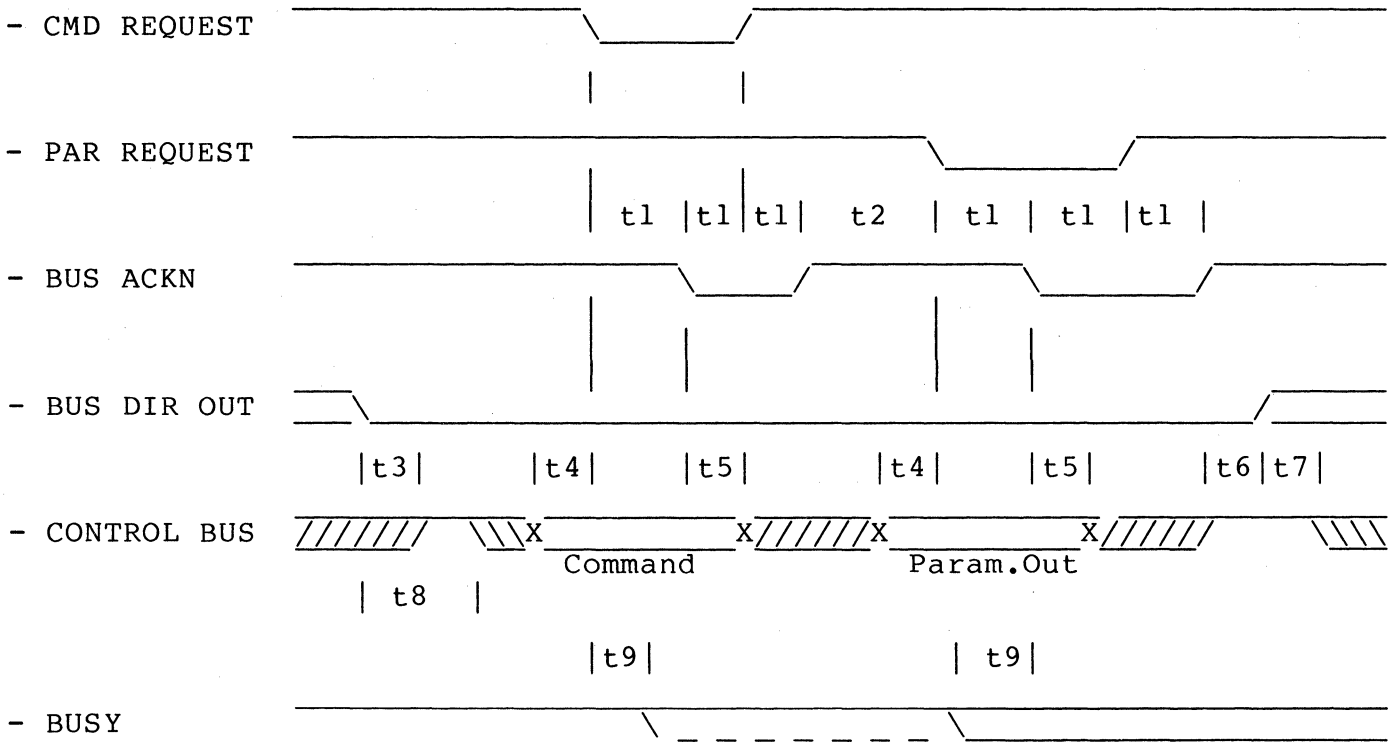 - CMD REQUEST
- PAR REQUEST
t1 t1 t1 t2 t1 t1 t1
- BUS ACKN
- BUS DIR OUT
t3 t4 t5 t4 t5 t6 t7
- CONTROL BUS
X X X X
Command Param.Out
t8
t9 t9
- BUSY